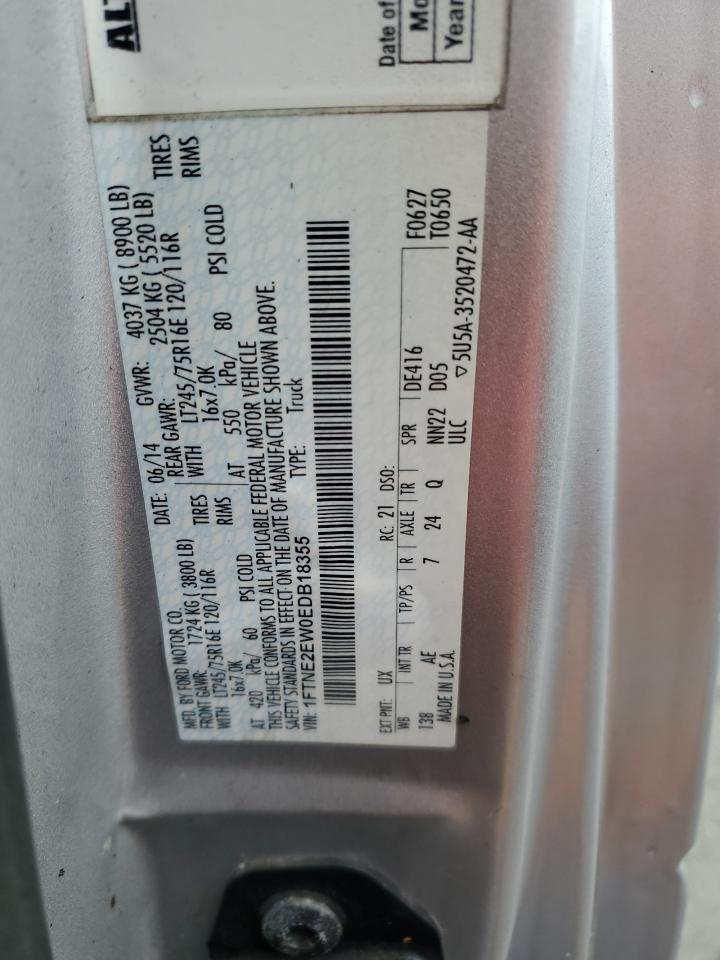 ALT
Date of
Mo
Year
MFD. BY FORD MOTOR CO.
DATE: 06/14 GVWR: 4037 KG ( 8900 LB)
FRONT GAWR: 1724 KG ( 3800 LB) REAR GAWR: 2504 KG ( 5520 LB)
WITH LT245/75R16E 120/116R TIRES WITH LT245/75R16E 120/116R TIRES
16x7.0K RIMS 16x7.0K RIMS
AT 420 kPa/ 60 PSI COLD AT 550 kPa/ 80 PSI COLD
THIS VEHICLE CONFORMS TO ALL APPLICABLE FEDERAL MOTOR VEHICLE
SAFETY STANDARDS IN EFFECT ON THE DATE OF MANUFACTURE SHOWN ABOVE.
VIN: 1FTNE2EW0EDB18355 TYPE: Truck
F0627
T0650
EXT PNT: UX RC: 21 DSO:
WB INT TR TP/PS R AXLE TR SPR DE416
138 AE 7 24 Q NN22 D05
MADE IN U.S.A. ULC
▽5U5A-3520472-AA